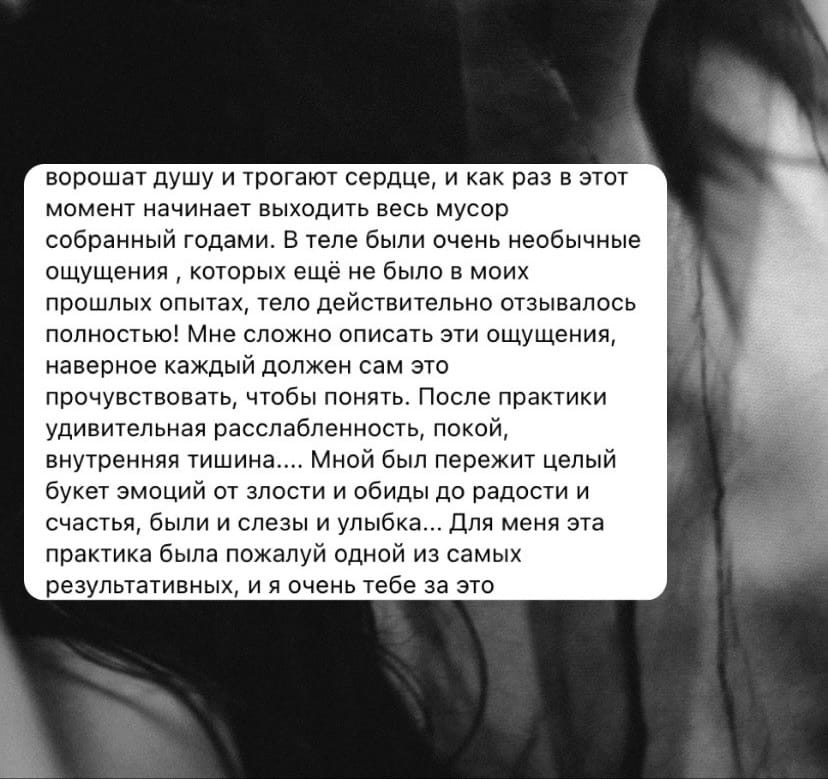 ворошат душу и трогают сердце, и как раз в этот
момент начинает выходить весь мусор
собранный годами. В теле были очень необычные
ощущения , которых ещё не было в моих
прошлых опытах, тело действительно отзывалось
полностью! Мне сложно описать эти ощущения,
наверное каждый должен сам это
прочувствовать, чтобы понять. После практики
удивительная расслабленность, покой,
внутренняя тишина.... Мной был пережит целый
букет эмоций от злости и обиды до радости и
счастья, были и слезы и улыбка... Для меня эта
практика была пожалуй одной из самых
результативных, и я очень тебе за это